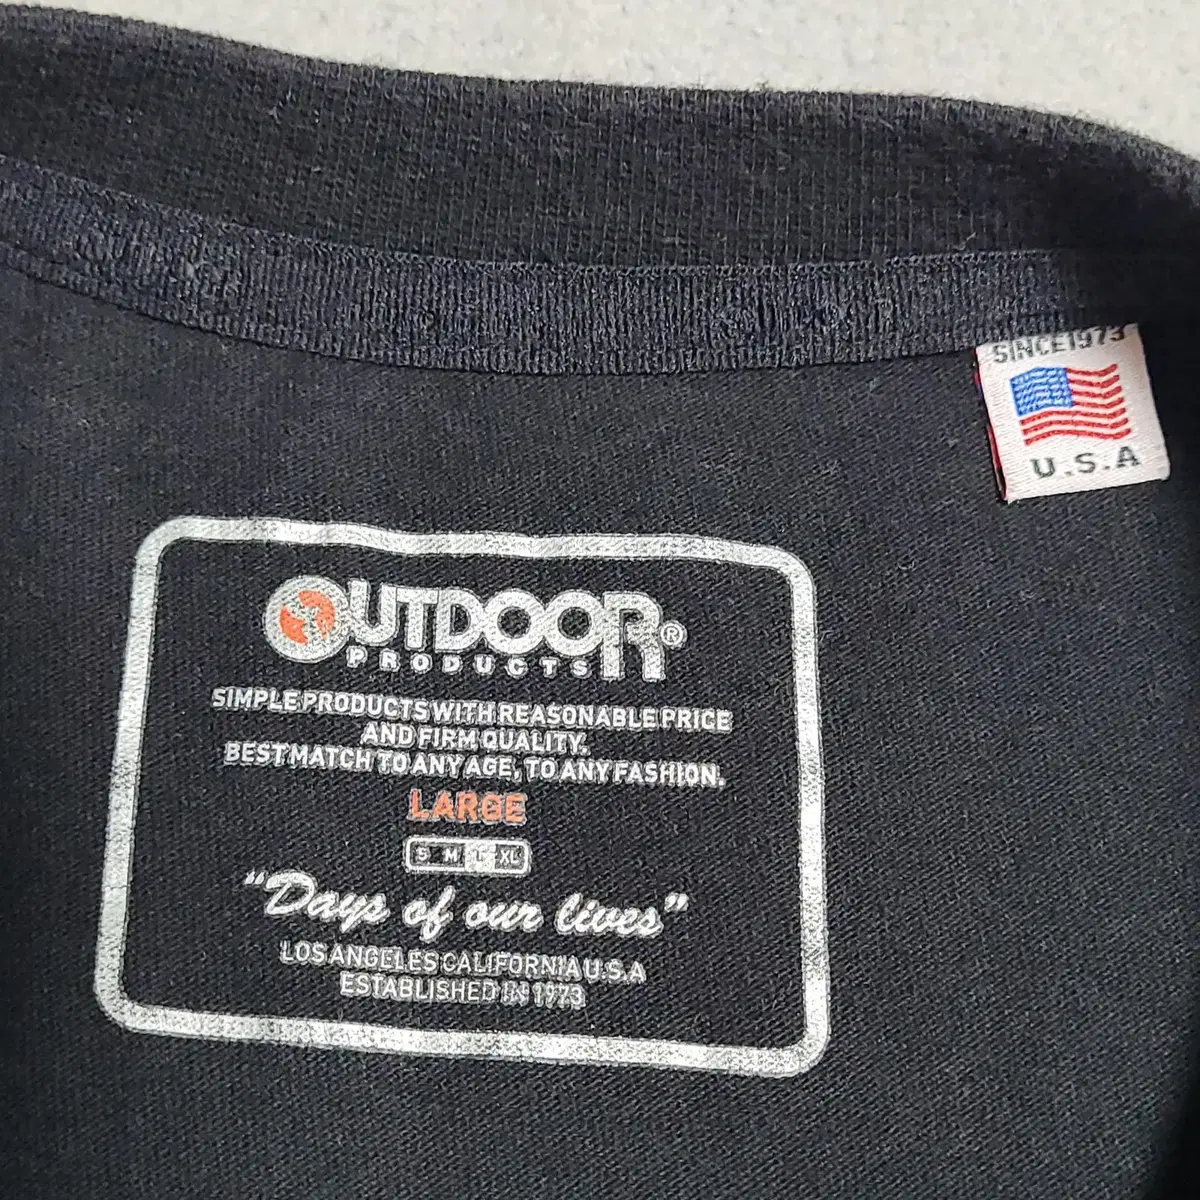 SINCE1973
U.S.A
OUTDOOR®
PRODUCTS
SIMPLE PRODUCTS WITH REASONABLE PRICE
AND FIRM QUALITY.
BEST MATCH TO ANY AGE, TO ANY FASHION.
LARGE
S M L XL
"Days of our lives"
LOS ANGELES CALIFORNIA U.S.A
ESTABLISHED IN 1973